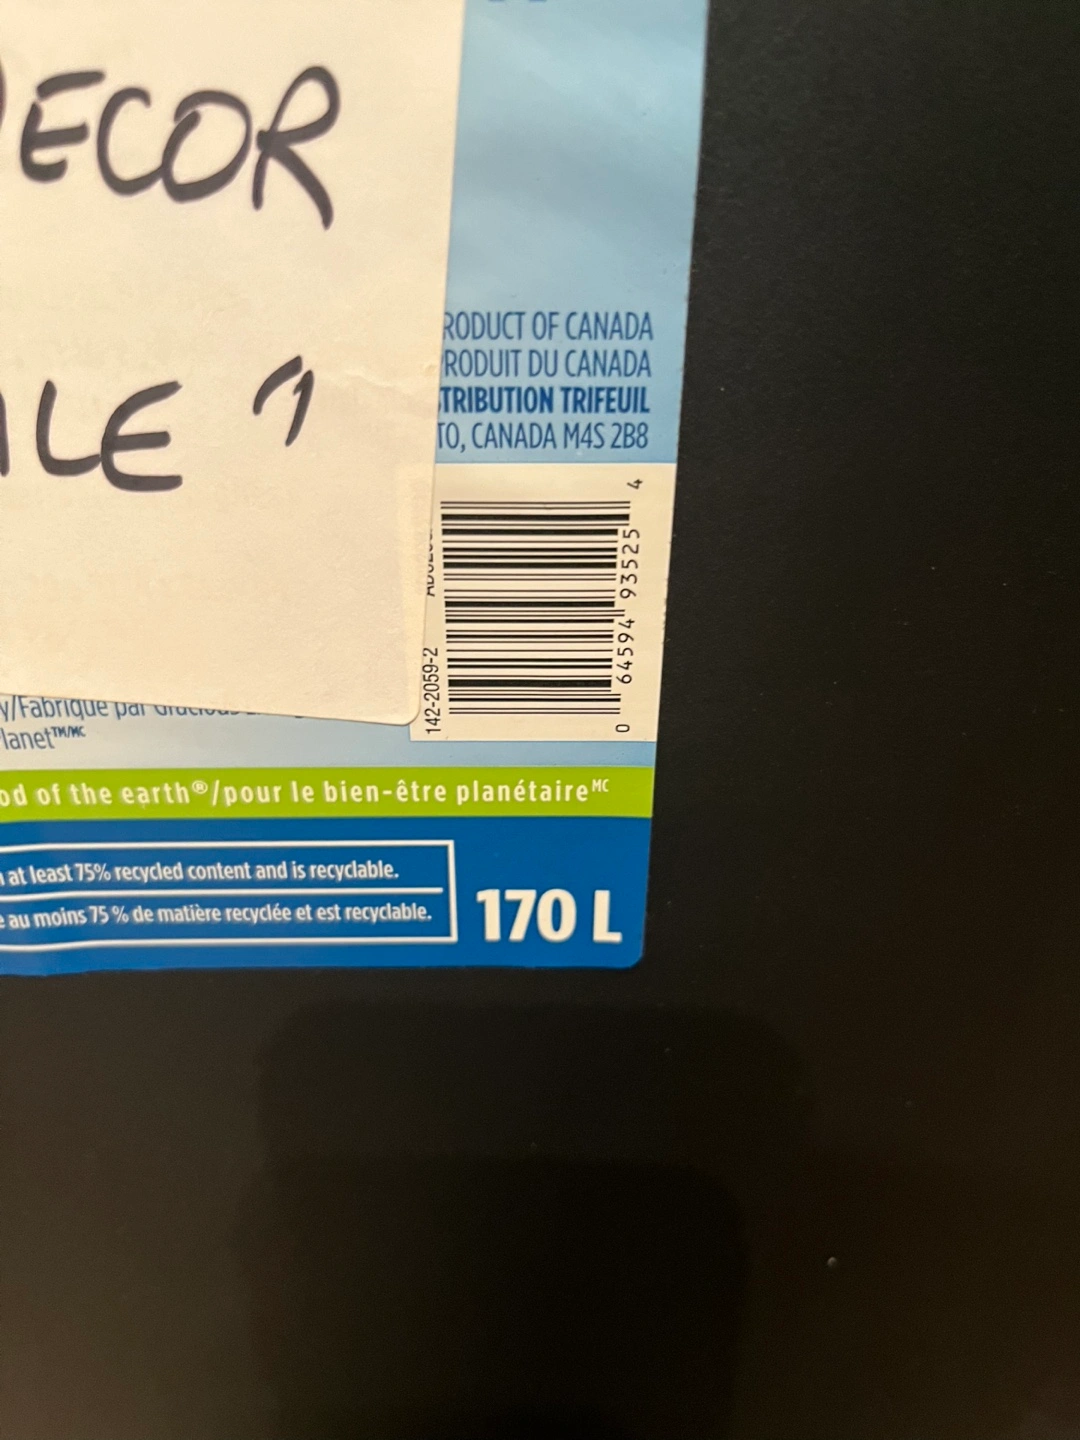 ECOR
LE 1
RODUCT OF CANADA
RODUIT DU CANADA
TRIBUTION TRIFEUIL
TO, CANADA M4S 2B8
142-2059-2
0 64594 93525 4
y/Fabriqué par
lanet™/MC
od of the earth®/pour le bien-être planétaireMC
at least 75% recycled content and is recyclable.
au moins 75 % de matière recyclée et est recyclable.
170 L